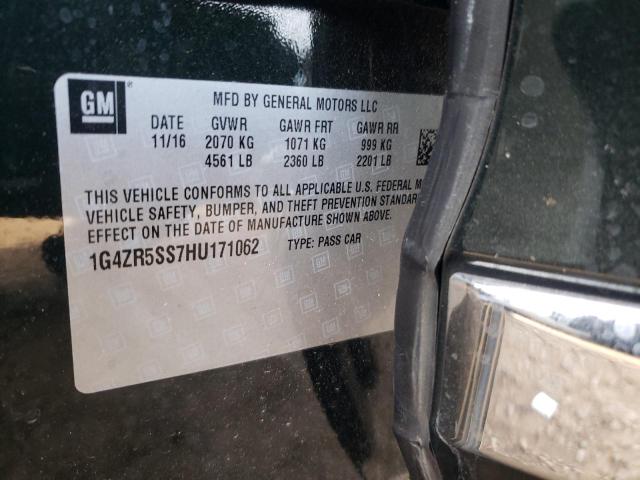 GM
MFD BY GENERAL MOTORS LLC
DATE GVWR GAWR FRT GAWR RR
11/16 2070 KG 1071 KG 999 KG
4561 LB 2360 LB 2201 LB
THIS VEHICLE CONFORMS TO ALL APPLICABLE U.S. FEDERAL M
VEHICLE SAFETY, BUMPER, AND THEFT PREVENTION STANDAR
EFFECT ON THE DATE OF MANUFACTURE SHOWN ABOVE.
1G4ZR5SS7HU171062 TYPE: PASS CAR